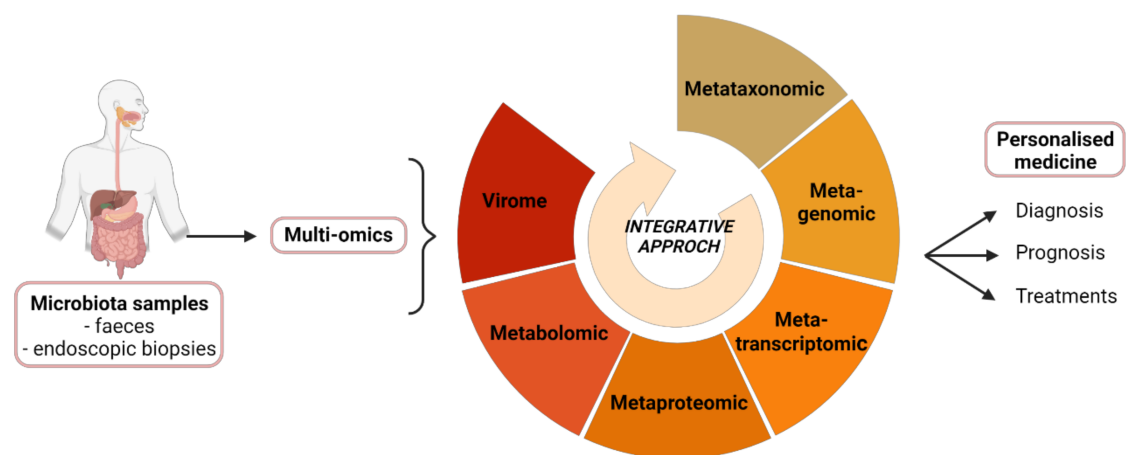 Microbiota samples
- faeces
- endoscopic biopsies
Multi-omics
Metataxonomic
Meta-
genomic
Meta-
transcriptomic
Metaproteomic
Metabolomic
Virome
INTEGRATIVE
APPROCH
Personalised
medicine
Diagnosis
Prognosis
Treatments